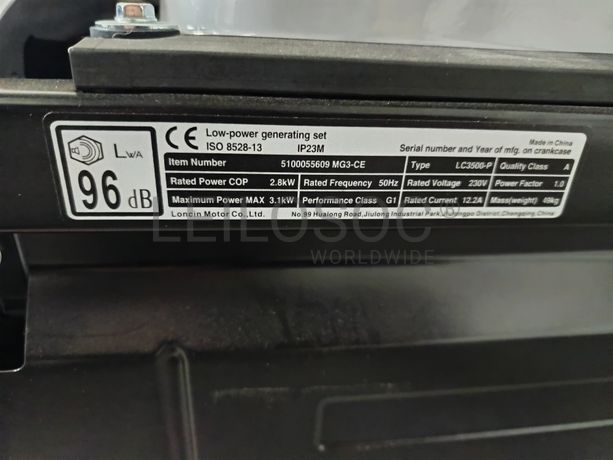 Made in China
CE Low-power generating set
LWA ISO 8528-13 IP23M Serial number and Year of mfg. on crankcase
Item Number 5100055609 MG3-CE Type LC3500-P Quality Class A
96 dB Rated Power COP 2.8kW Rated Frequency 50Hz Rated Voltage 230V Power Factor 1.0
Maximum Power MAX 3.1kW Performance Class G1 Rated Current 12.2A Mass(weight) 49kg
Loncin Motor Co.,Ltd. No.99 Hualong Road,Jiulong Industrial Park,Jiulongpo District,Chongqing,China
LEILOSOC®
WORLDWIDE